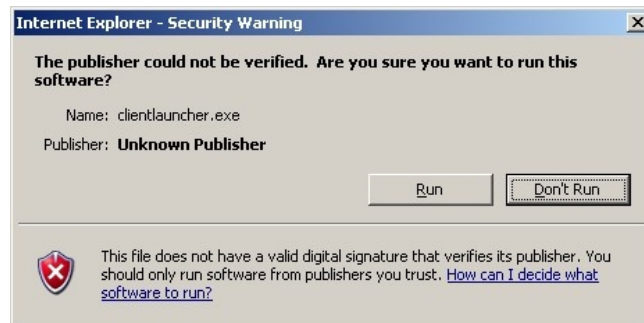 Internet Explorer - Security Warning
The publisher could not be verified.  Are you sure you want to run this
software?
Name: clientlauncher.exe
Publisher: Unknown Publisher
Run Don't Run
This file does not have a valid digital signature that verifies its publisher. You
should only run software from publishers you trust. How can I decide what
software to run?